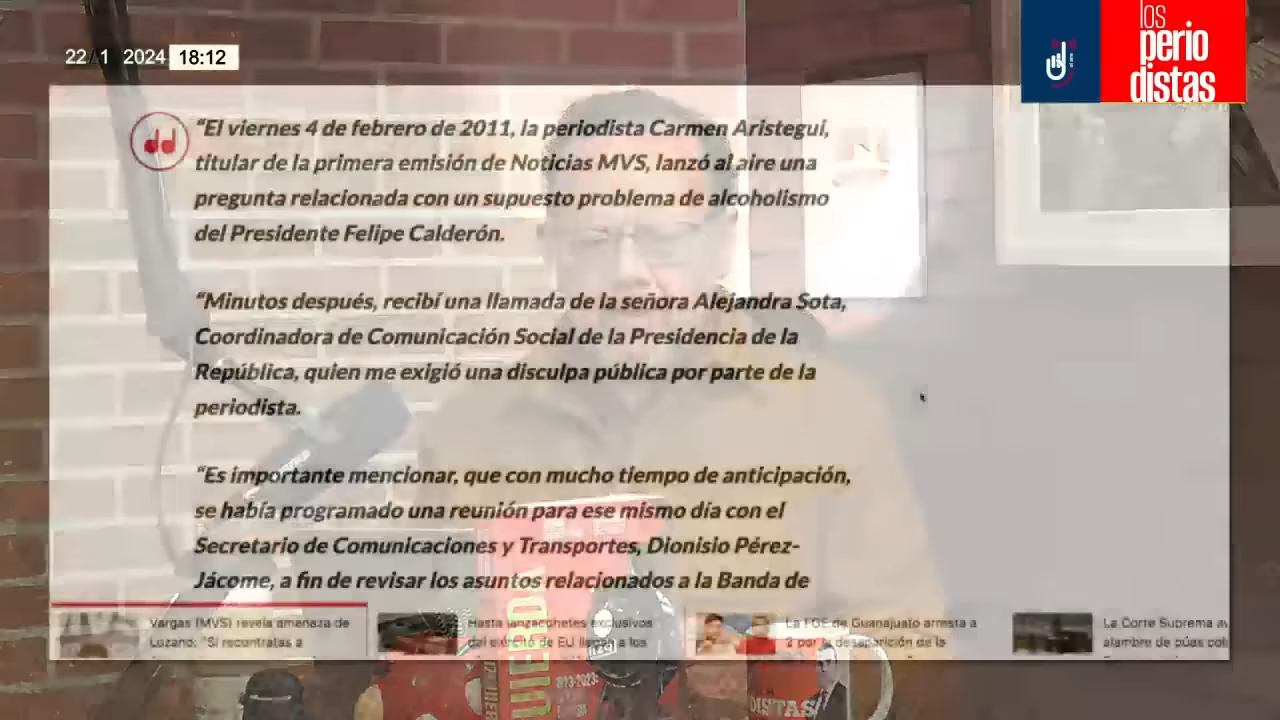 22/1 2024 18:12
los
perio
distas
“El viernes 4 de febrero de 2011, la periodista Carmen Aristegui,
titular de la primera emisión de Noticias MVS, lanzó al aire una
pregunta relacionada con un supuesto problema de alcoholismo
del Presidente Felipe Calderón.
“Minutos después, recibí una llamada de la señora Alejandra Sota,
Coordinadora de Comunicación Social de la Presidencia de la
República, quien me exigió una disculpa pública por parte de la
periodista.
“Es importante mencionar, que con mucho tiempo de anticipación,
se había programado una reunión para ese mismo día con el
Secretario de Comunicaciones y Transportes, Dionisio Pérez-
Jácome, a fin de revisar los asuntos relacionados a la Banda de
Vargas (MVS) revela amenaza de
Lozano: "Si recontratas a
Hasta lanzacohetes exclusivos
del ejército de EU llegan a los
La FGE de Guanajuato arresta a
2 por la desaparición de la
La Corte Suprema
alambre de púas
DISTAS